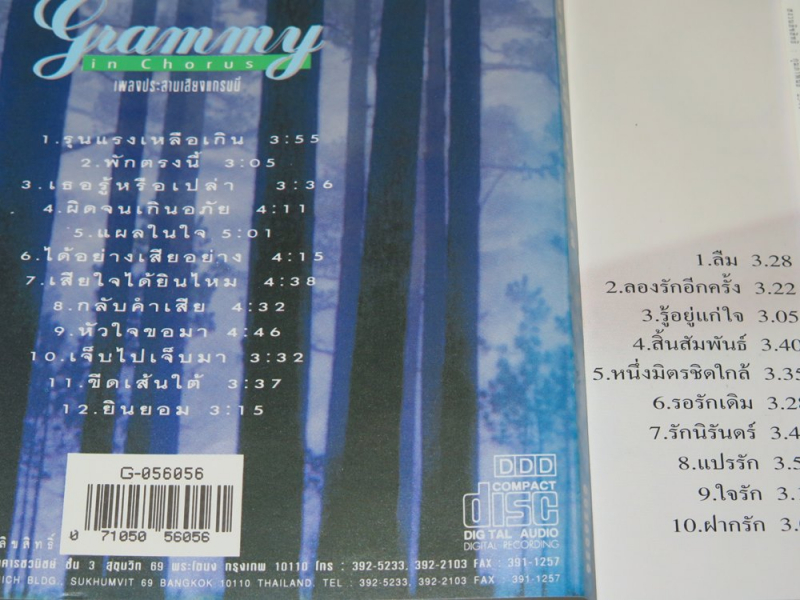 Grammy
in Chorus
เพลงประสานเสียงแกรมมี่
1.รุนแรงเหลือเกิน 3:55
2.พักตรงนี้ 3:05
3.เธอรู้หรือเปล่า 3:36
4.ผิดจนเกินอภัย 4:11
5.แผลในใจ 5:01
6.ได้อย่างเสียอย่าง 4:15
7.เสียใจได้ยินไหม 4:38
8.กลับคำเสีย 4:32
9.หัวใจขอมา 4:46
10.เจ็บไปเจ็บมา 3:32
11.ขีดเส้นใต้ 3:37
12.ยินยอม 3:15
G-056056
0 71050 56056
DDD
COMPACT
disc
DIGITAL AUDIO
DIGITAL RECORDING
ชั้น 3 สุขุมวิท 69 พระโขนง กรุงเทพ 10110 โทร : 392-5233, 392-2103 FAX : 391-1257
BLDG., SUKHUMVIT 69 BANGKOK 10110 THAILAND. TEL : 392-5233, 392-2103 FAX : 391-1257
1.ลืม 3.28
2.ลองรักอีกครั้ง 3.22
3.รู้อยู่แก่ใจ 3.05
4.สิ้นสัมพันธ์ 3.40
5.หนึ่งมิตรชิดใกล้ 3.35
6.รอรักเดิม 3.28
7.รักนิรันดร์ 3.4
8.แปรรัก 3.5
9.ใจรัก 3.
10.ฝากรัก 3.